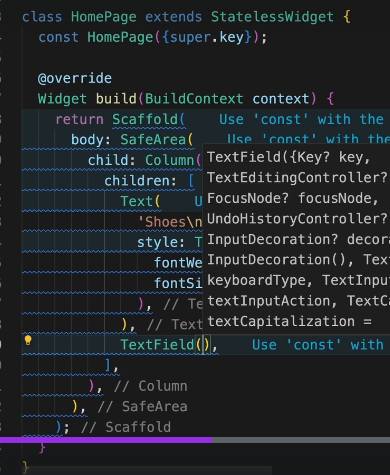 class HomePage extends StatelessWidget {
const HomePage({super.key});
@override
Widget build(BuildContext context) {
return Scaffold(     Use 'const' with the
body: SafeArea(     Use 'const' with the
child: Column(
children: [
Text(     U
'Shoes\n
style: T
fontWe
fontSi
), // Te
), // Text
TextField(),     Use 'const' with
],
), // Column
), // SafeArea
); // Scaffold
}
}
TextField({Key? key,
TextEditingController?
FocusNode? focusNode,
UndoHistoryController?
InputDecoration? decora
InputDecoration(), Text
keyboardType, TextInput
textInputAction, TextCa
textCapitalization =